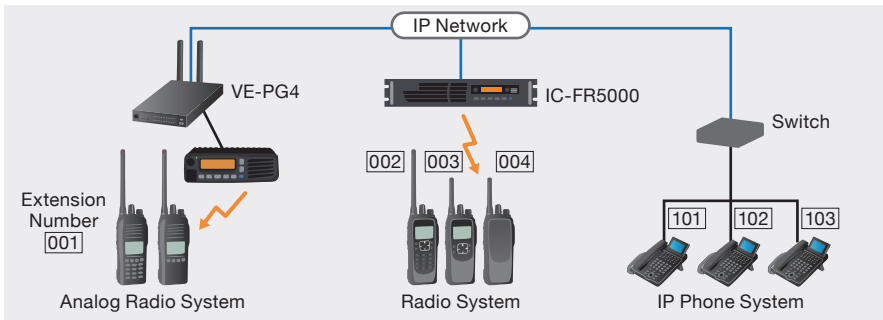 IP Network
VE-PG4
IC-FR5000
Switch
002
003
004
Extension
Number
001
101
102
103
Analog Radio System
Radio System
IP Phone System